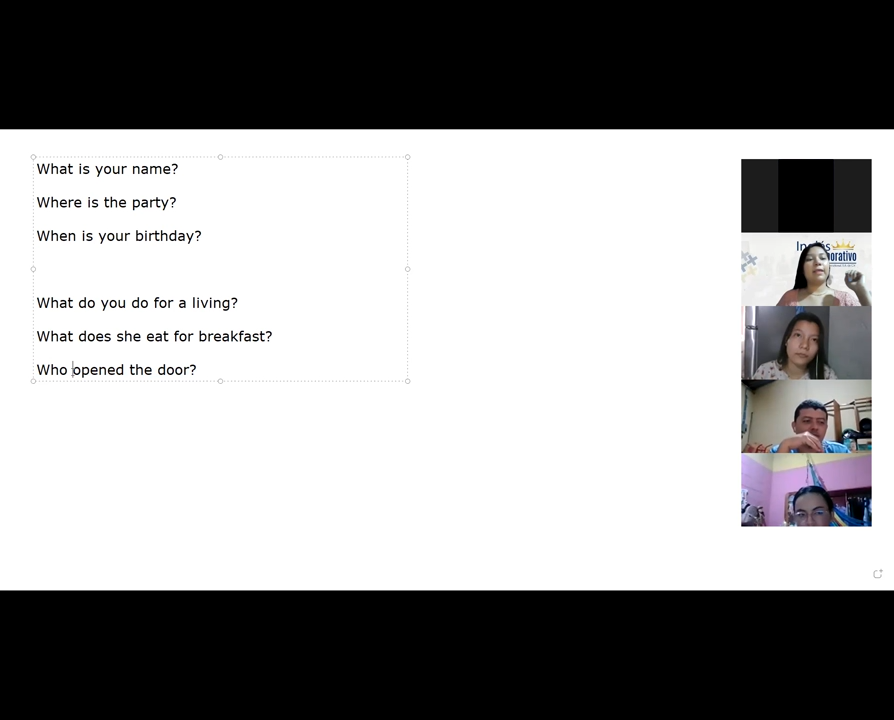 What is your name?
Where is the party?
When is your birthday?
What do you do for a living?
What does she eat for breakfast?
Who opened the door?